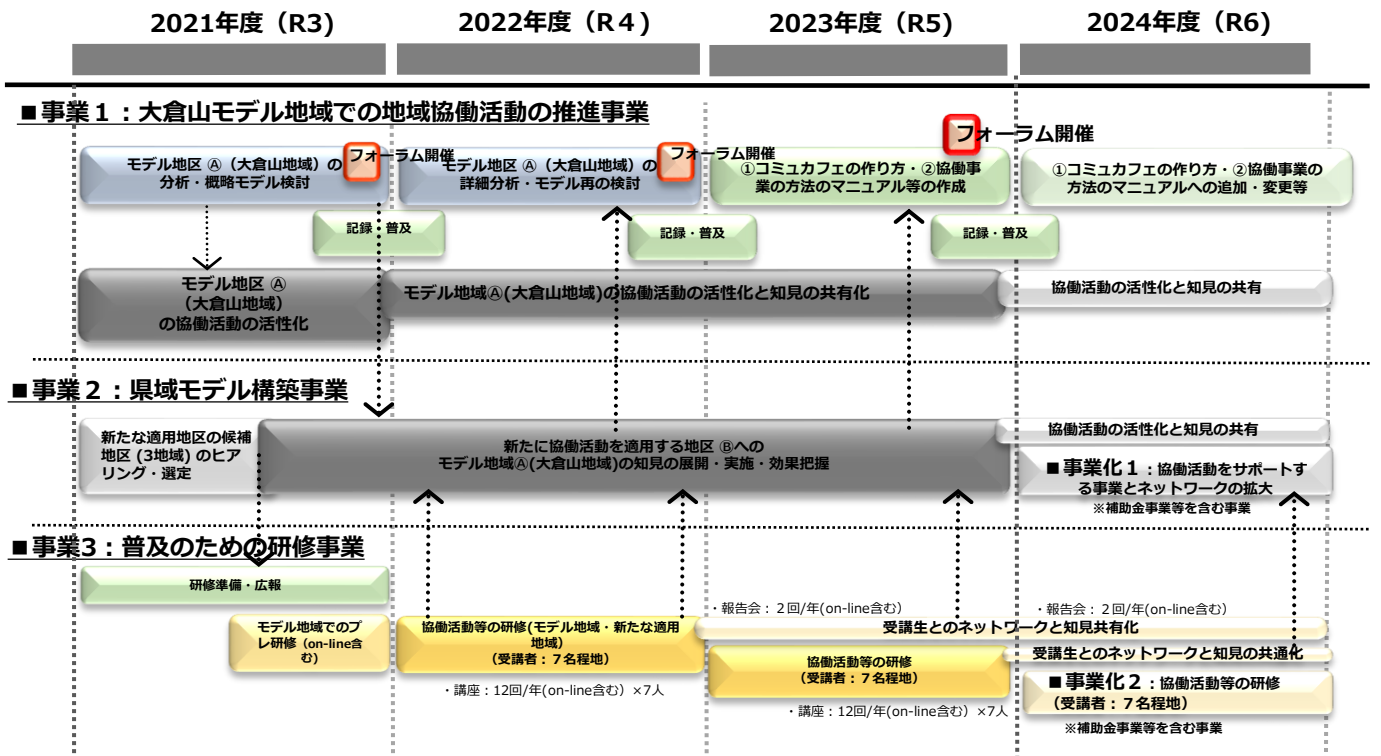 2021年度（R3)
2022年度（R４)
2023年度（R5)
2024年度（R6)
■事業１：大倉山モデル地域での地域協働活動の推進事業
フォーラム開催
モデル地区 Ⓐ（大倉山地域）の
分析・概略モデル検討
フォーラム開催
モデル地区 Ⓐ（大倉山地域）の
詳細分析・モデル再の検討
フォーラム開催
①コミュカフェの作り方・②協働事
業の方法のマニュアル等の作成
①コミュカフェの作り方・②協働事業の
方法のマニュアルへの追加・変更等
記録・普及
記録・普及
記録・普及
モデル地区 Ⓐ
（大倉山地域）
の協働活動の活性化
モデル地域Ⓐ(大倉山地域)の協働活動の活性化と知見の共有化
協働活動の活性化と知見の共有
■事業２：県域モデル構築事業
新たな適用地区の候補
地区 (3地域) のヒア
リング・選定
新たに協働活動を適用する地区 Ⓑへの
モデル地域Ⓐ(大倉山地域)の知見の展開・実施・効果把握
協働活動の活性化と知見の共有
■事業化１：協働活動をサポートす
る事業とネットワークの拡大
※補助金事業等を含む事業
■事業3：普及のための研修事業
研修準備・広報
モデル地域でのプ
レ研修（on-line含
む）
協働活動等の研修(モデル地域・新たな適用
地域）
（受講者：７名程地）
・講座：12回/年(on-line含む）×7人
・報告会：２回/年(on-line含む）
受講生とのネットワークと知見共有化
・報告会：２回/年(on-line含む）
協働活動等の研修
（受講者：７名程地）
・講座：12回/年(on-line含む）×7人
受講生とのネットワークと知見の共通化
■事業化２：協働活動等の研修
（受講者：７名程地）
※補助金事業等を含む事業